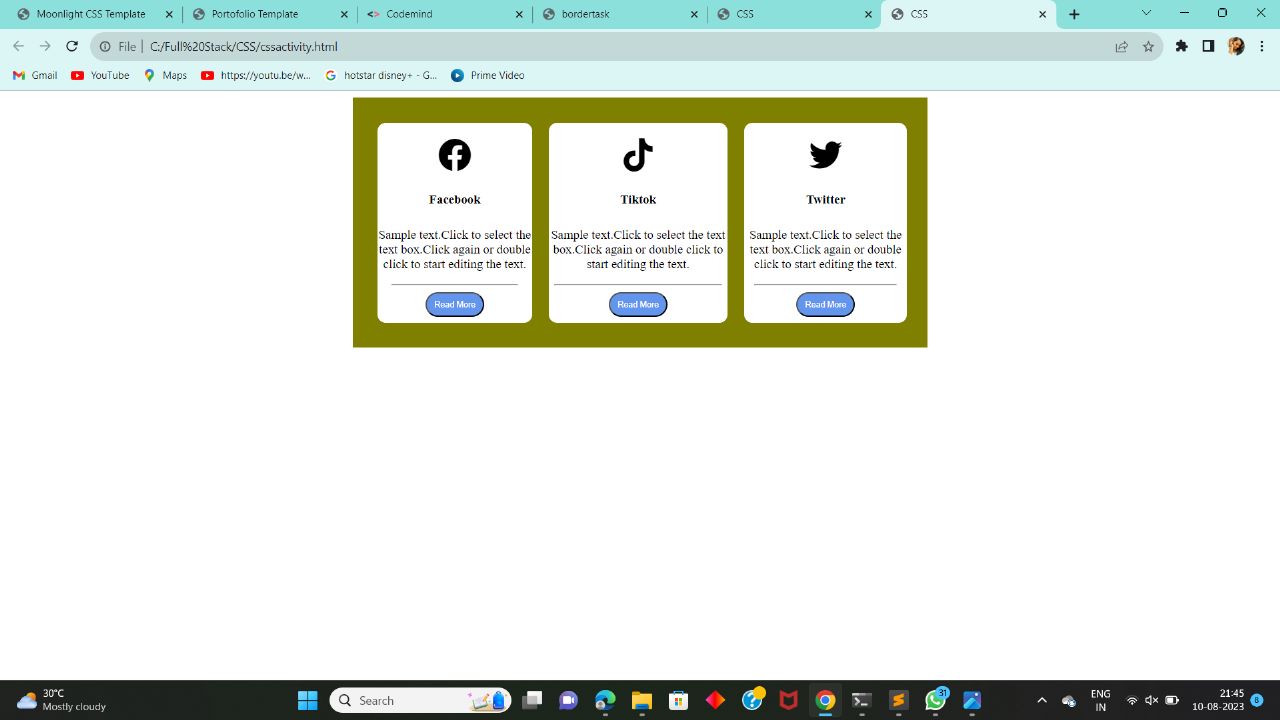 Moonlight CSS Template
Portofolio Template
Codemind
bordertask
CSS
CSS
File
C:/Full%20Stack/CSS/cssactivity.html
Gmail
YouTube
Maps
https://youtu.be/w...
hotstar disney+ - G...
Prime Video
Facebook
Sample text.Click to select the
text box.Click again or double
click to start editing the text.
Read More
Tiktok
Sample text.Click to select the text
box.Click again or double click to
start editing the text.
Read More
Twitter
Sample text.Click to select the
text box.Click again or double
click to start editing the text.
Read More
30°C
Mostly cloudy
Search
31
ENG
IN
21:45
10-08-2023
8